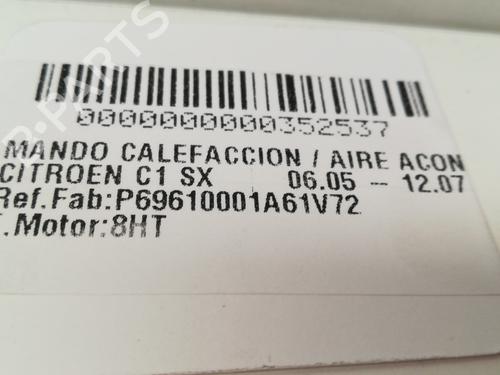 0000000000352537
MANDO CALEFACCION / AIRE ACON
CITROEN C1 SX 06.05 - 12.07
Ref.Fab:P69610001A61V72
T.Motor:8HT